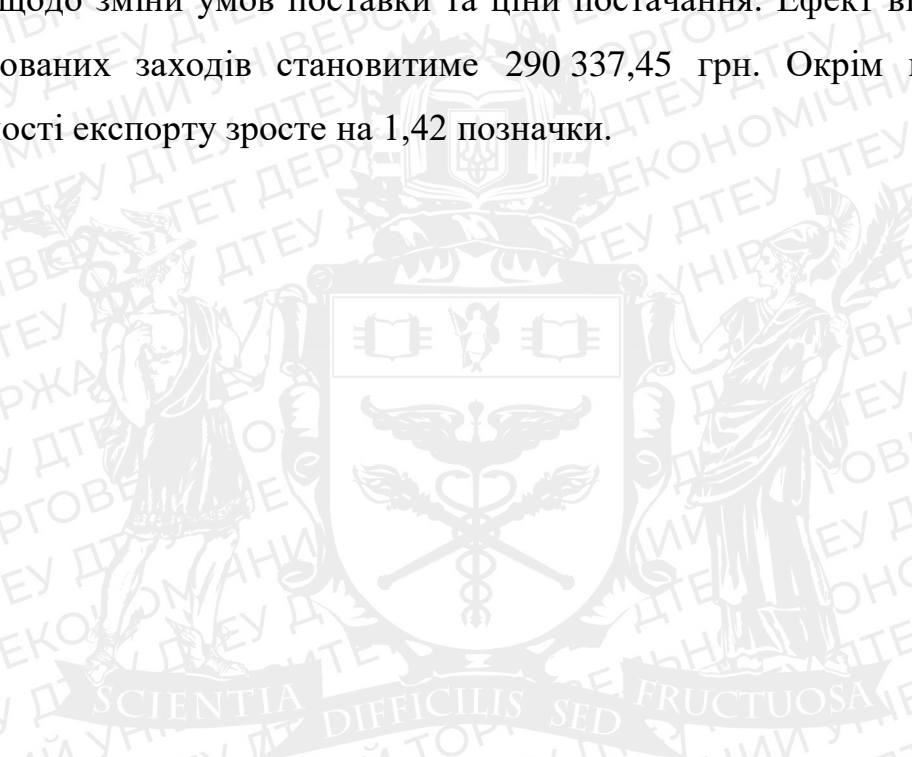 щодо зміни умов поставки та ціни постачання. Ефект ві
ованих заходів становитиме 290 337,45 грн. Окрім
ості експорту зросте на 1,42 позначки.
SCIENTIA DIFFICILIS SED FRUCTUOSA